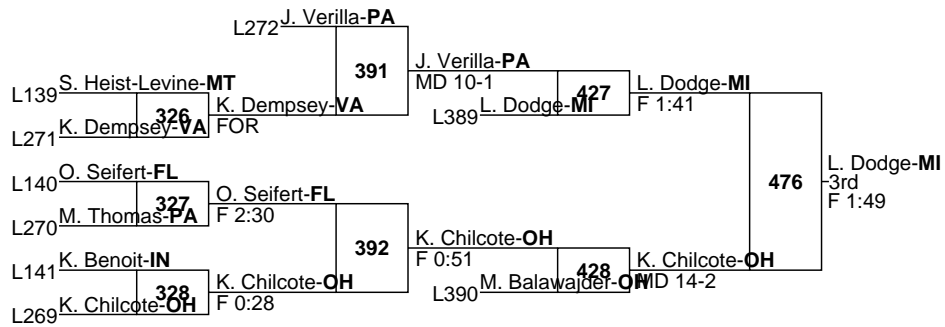 J. Verilla-PA
L272
391
J. Verilla-PA
MD 10-1
S. Heist-Levine-MT
L139
326
K. Dempsey-VA
FOR
K. Dempsey-VA
L271
427
L. Dodge-MI
L389
L. Dodge-MI
F 1:41
O. Seifert-FL
L140
327
O. Seifert-FL
F 2:30
M. Thomas-PA
L270
476
L. Dodge-MI
3rd
F 1:49
392
K. Chilcote-OH
F 0:51
K. Benoit-IN
L141
328
K. Chilcote-OH
F 0:28
K. Chilcote-OH
L269
428
M. Balawajder-OH
L390
K. Chilcote-OH
MD 14-2